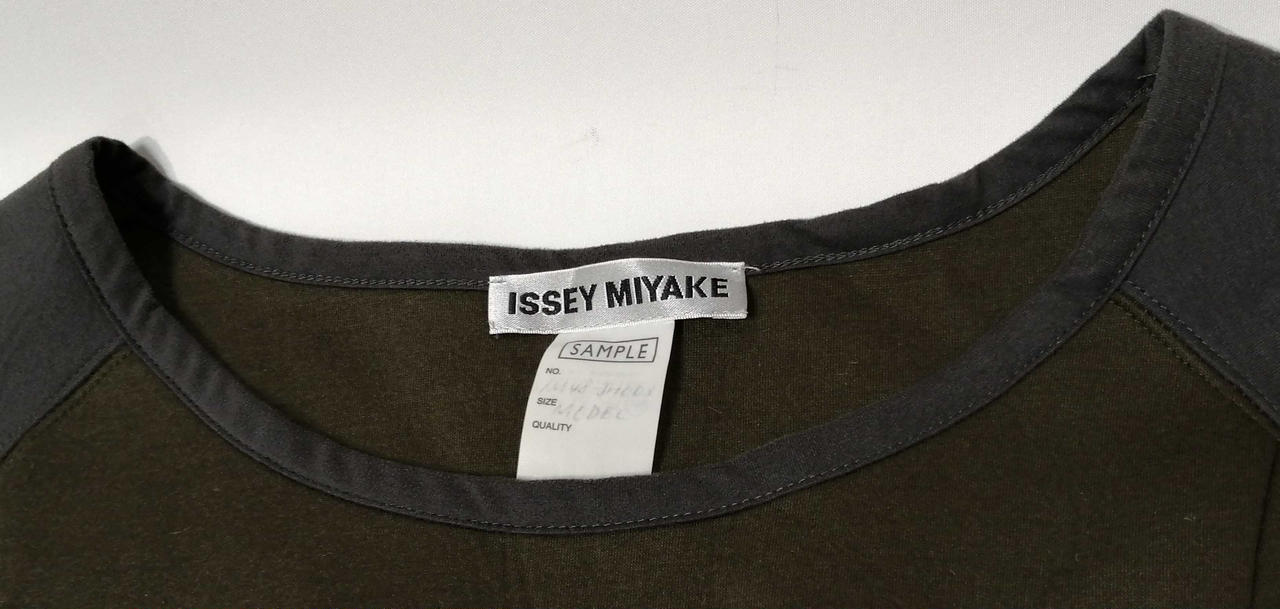 ISSEY MIYAKE
SAMPLE
NO.
SIZE
QUALITY